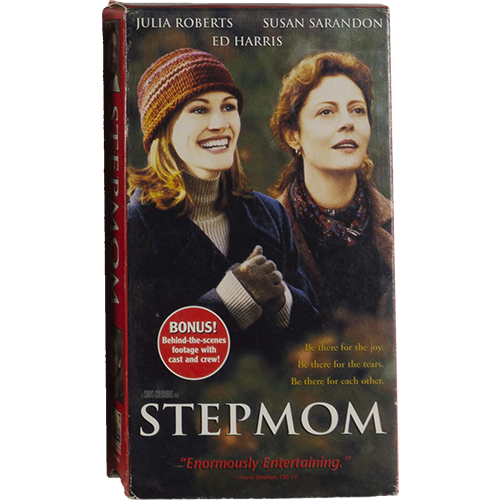 JULIA ROBERTS SUSAN SARANDON
ED HARRIS
STEPMOM
BONUS!
Behind-the-scenes
footage with
cast and crew!
Be there for the joy.
Be there for the tears.
Be there for each other.
STEPMOM
"Enormously Entertaining."